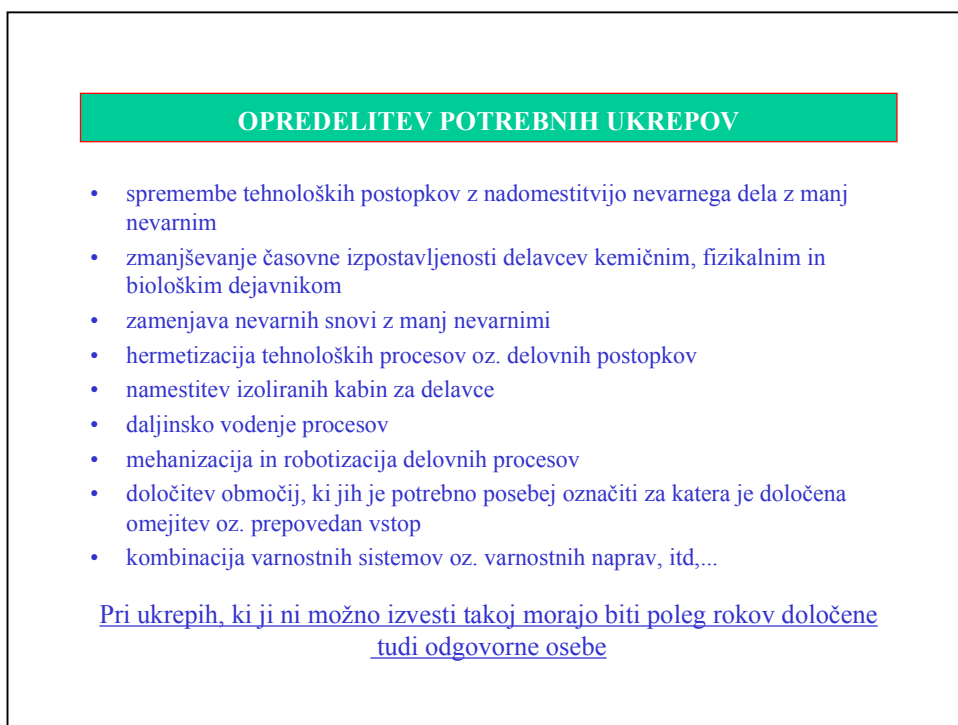 OPREDELITEV POTREBNIH UKREPOV
• spremembe tehnoloških postopkov z nadomestitvijo nevarnega dela z manj
nevarnim
• zmanjševanje časovne izpostavljenosti delavcev kemičnim, fizikalnim in
biološkim dejavnikom
• zamenjava nevarnih snovi z manj nevarnimi
• hermetizacija tehnoloških procesov oz. delovnih postopkov
• namestitev izoliranih kabin za delavce
• daljinsko vodenje procesov
• mehanizacija in robotizacija delovnih procesov
• določitev območij, ki jih je potrebno posebej označiti za katera je določena
omejitev oz. prepovedan vstop
• kombinacija varnostnih sistemov oz. varnostnih naprav, itd,...
Pri ukrepih, ki ji ni možno izvesti takoj morajo biti poleg rokov določene
tudi odgovorne osebe